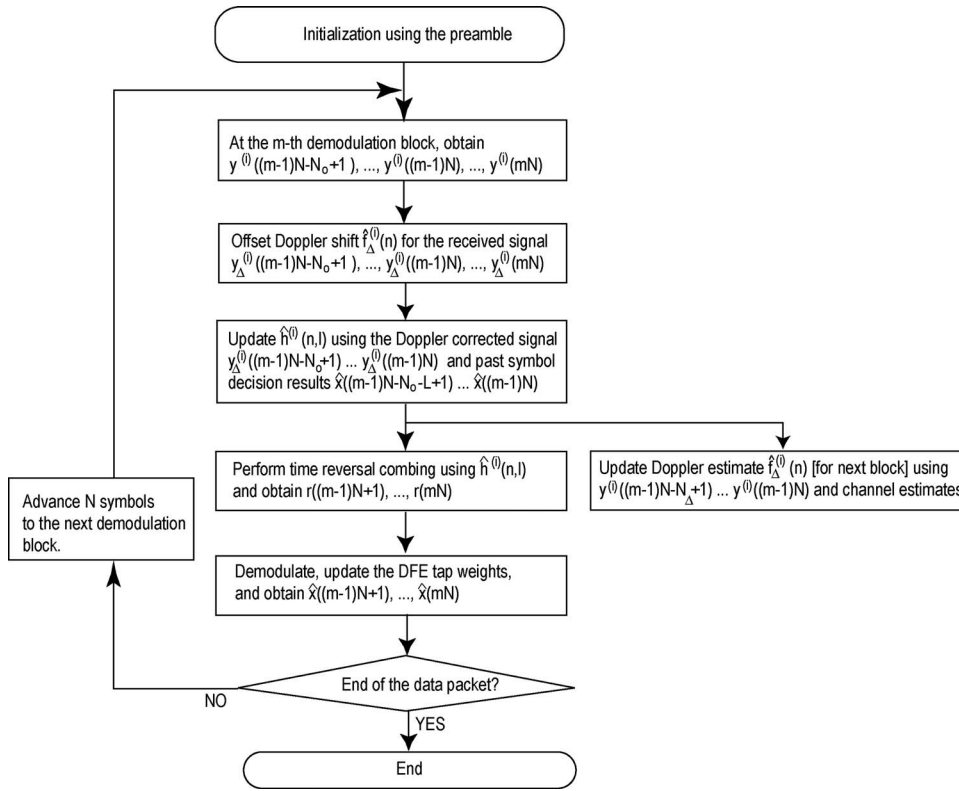 Initialization using the preamble
At the m-th demodulation block, obtain
y⁽ⁱ⁾((m-1)N-Nₒ+1 ), ..., y⁽ⁱ⁾((m-1)N), ..., y⁽ⁱ⁾(mN)
Offset Doppler shift f̂_Δ⁽ⁱ⁾(n) for the received signal
y_Δ⁽ⁱ⁾((m-1)N-Nₒ+1 ), ..., y_Δ⁽ⁱ⁾((m-1)N), ..., y_Δ⁽ⁱ⁾(mN)
Update ĥ⁽ⁱ⁾(n,l) using the Doppler corrected signal
y_Δ⁽ⁱ⁾((m-1)N-Nₒ+1) ... y_Δ⁽ⁱ⁾((m-1)N) and past symbol
decision results x̂((m-1)N-Nₒ-L+1) ... x̂((m-1)N)
Perform time reversal combing using ĥ⁽ⁱ⁾(n,l)
and obtain r((m-1)N+1), ..., r(mN)
Update Doppler estimate f̂_Δ⁽ⁱ⁾(n) [for next block] using
y⁽ⁱ⁾((m-1)N-N_Δ+1) ... y⁽ⁱ⁾((m-1)N) and channel estimates
Advance N symbols
to the next demodulation
block.
Demodulate, update the DFE tap weights,
and obtain x̂((m-1)N+1), ..., x̂(mN)
End of the data packet?
NO
YES
End